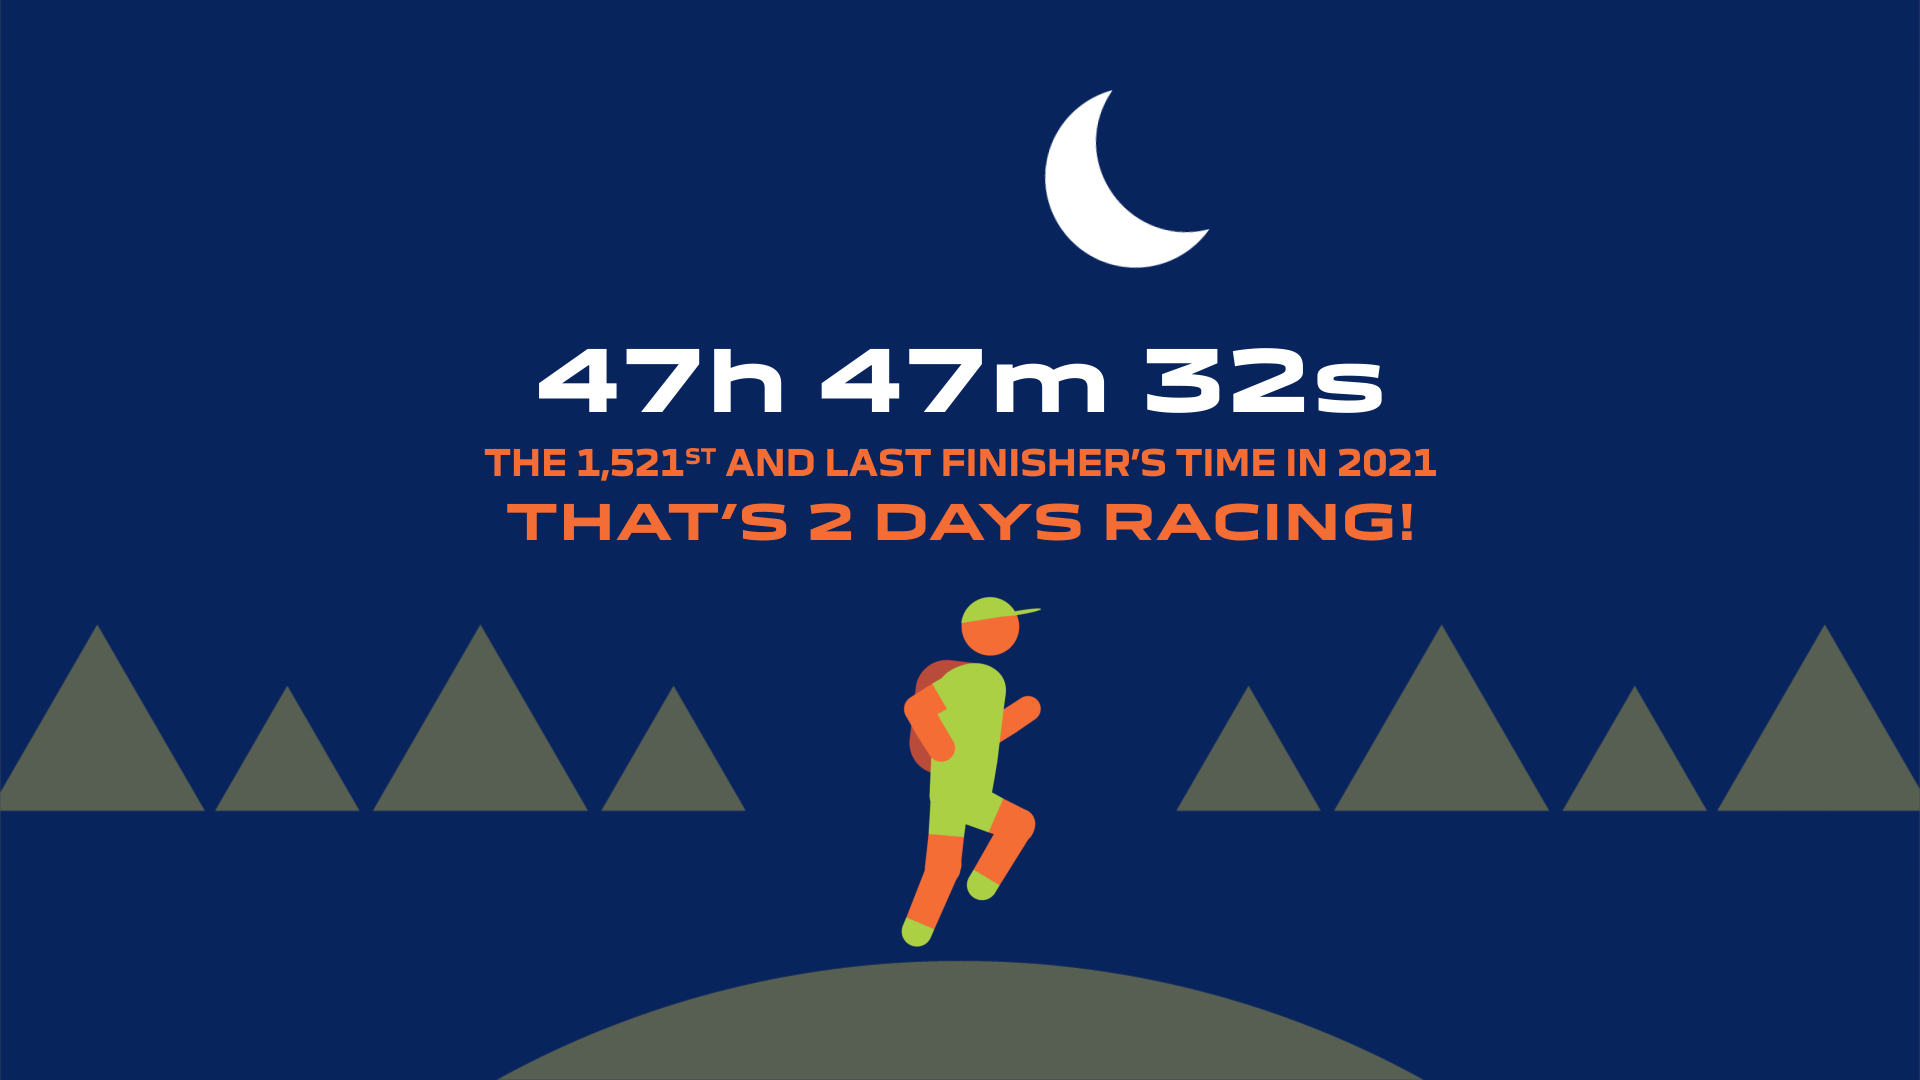 47h 47m 32s
THE 1,521ST AND LAST FINISHER’S TIME IN 2021
THAT’S 2 DAYS RACING!